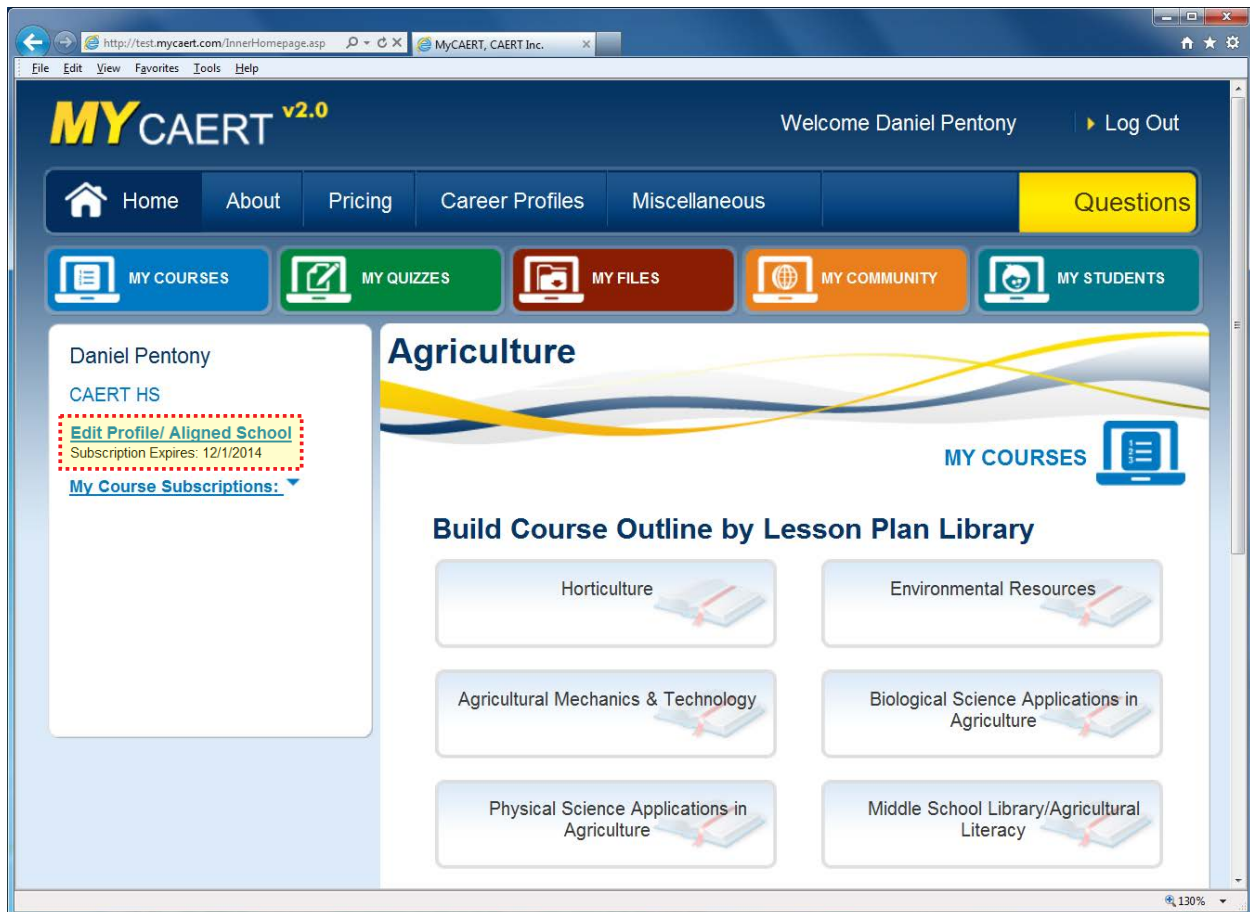 http://test.mycaert.com/InnerHomepage.asp
MyCAERT, CAERT Inc.
File Edit View Favorites Tools Help
MYCAERT v2.0
Welcome Daniel Pentony
Log Out
Home About Pricing Career Profiles Miscellaneous Questions
MY COURSES MY QUIZZES MY FILES MY COMMUNITY MY STUDENTS
Daniel Pentony
CAERT HS
Edit Profile/ Aligned School
Subscription Expires: 12/1/2014
My Course Subscriptions:
Agriculture
MY COURSES
1
2
3
Build Course Outline by Lesson Plan Library
Horticulture
Environmental Resources
Agricultural Mechanics & Technology
Biological Science Applications in
Agriculture
Physical Science Applications in
Agriculture
Middle School Library/Agricultural
Literacy
130%